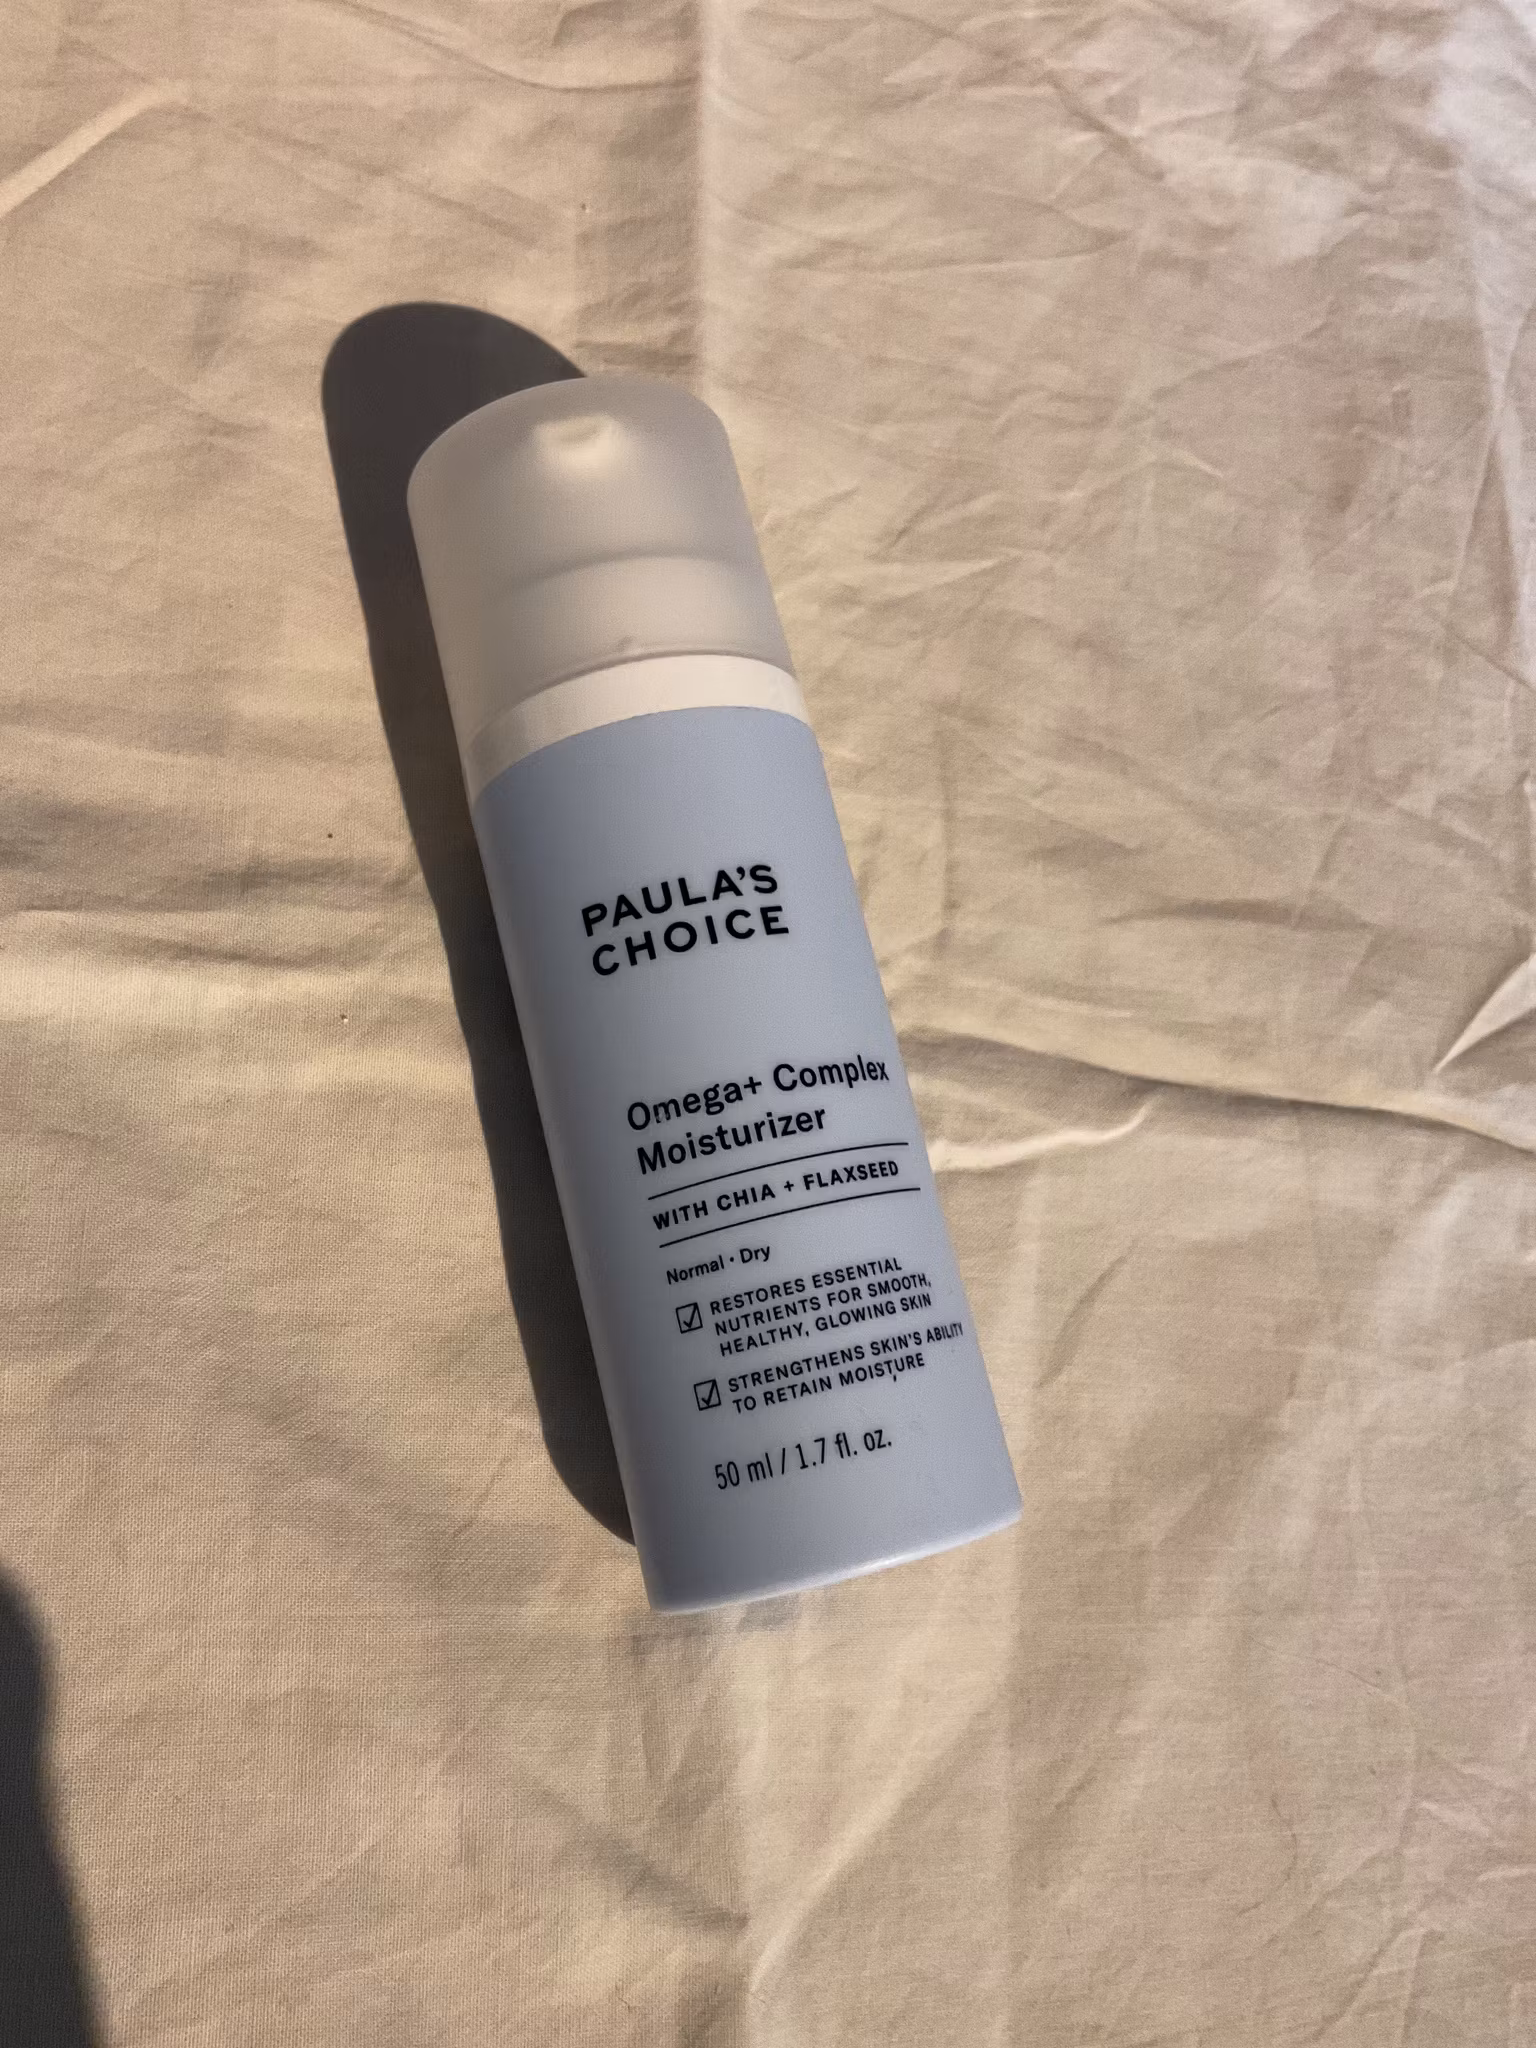 PAULA'S
CHOICE
Omega+ Complex
Moisturizer
WITH CHIA + FLAXSEED
Normal · Dry
RESTORES ESSENTIAL
NUTRIENTS FOR SMOOTH,
HEALTHY, GLOWING SKIN
STRENGTHENS SKIN'S ABILITY
TO RETAIN MOISTURE
50 ml / 1.7 fl. oz.